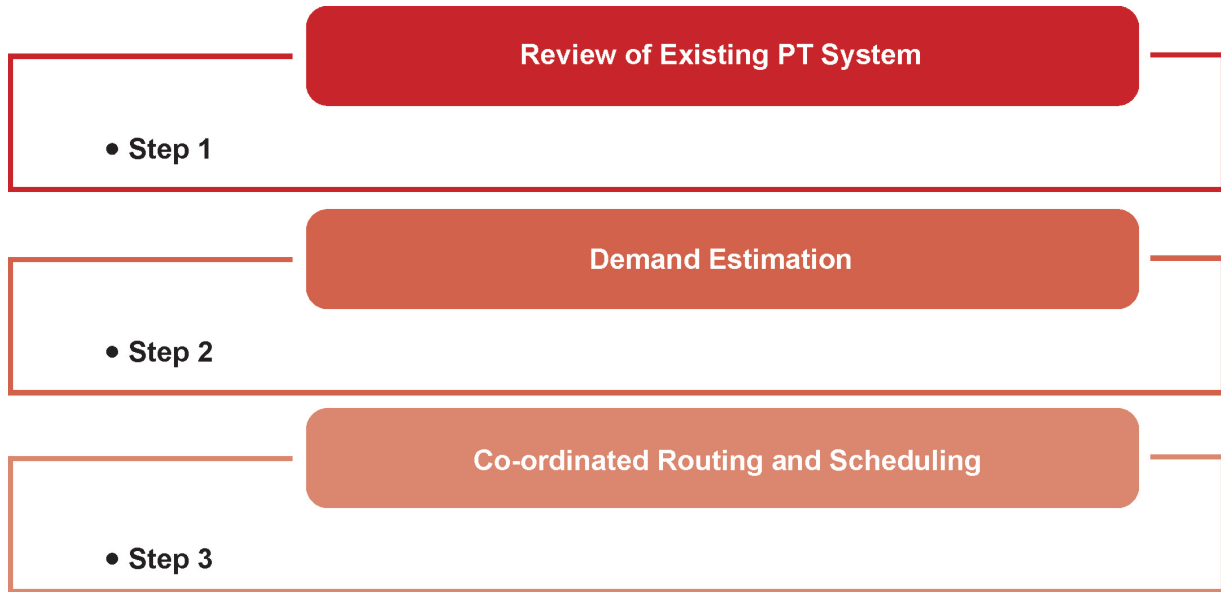 Review of Existing PT System
• Step 1
Demand Estimation
• Step 2
Co-ordinated Routing and Scheduling
• Step 3